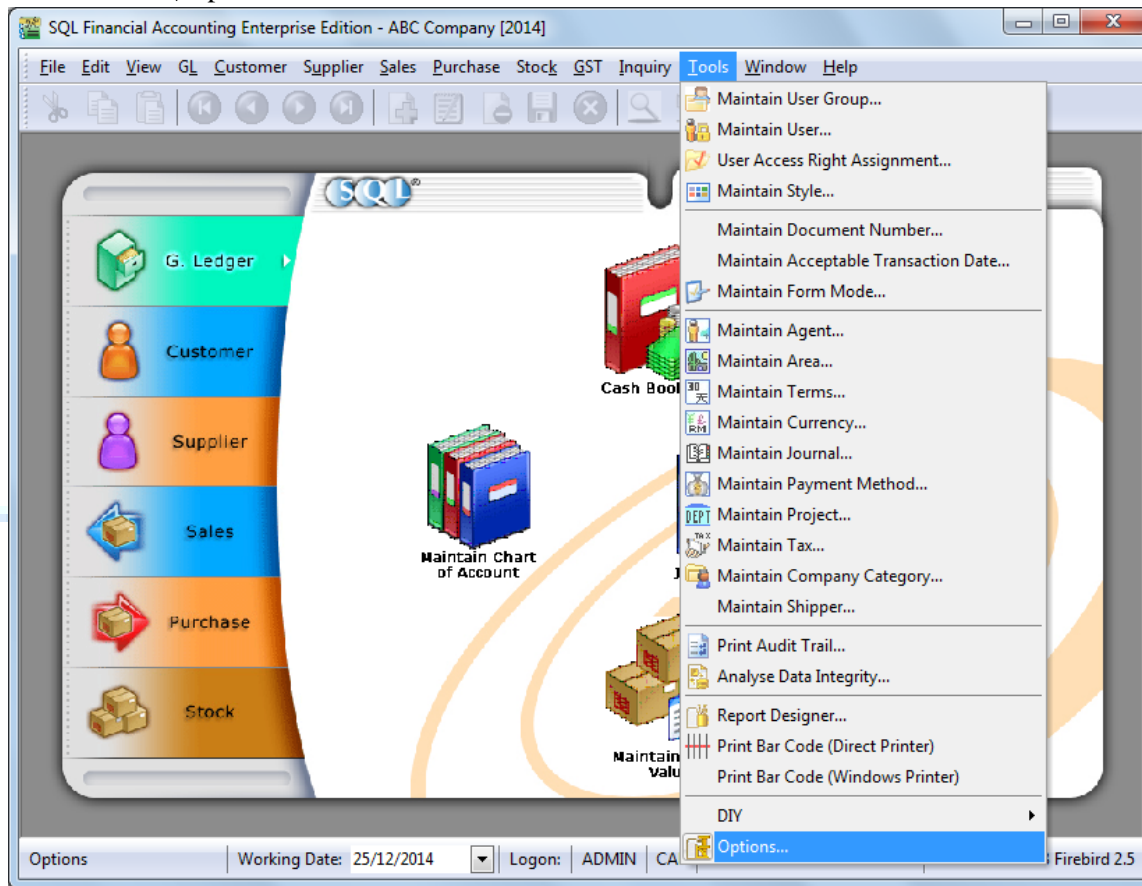 SQL Financial Accounting Enterprise Edition - ABC Company [2014]
File Edit View GL Customer Supplier Sales Purchase Stock GST Inquiry Tools Window Help
Maintain User Group...
Maintain User...
User Access Right Assignment...
Maintain Style...
Maintain Document Number...
Maintain Acceptable Transaction Date...
Maintain Form Mode...
Maintain Agent...
Maintain Area...
Maintain Terms...
Maintain Currency...
Maintain Journal...
Maintain Payment Method...
Maintain Project...
Maintain Tax...
Maintain Company Category...
Maintain Shipper...
Print Audit Trail...
Analyse Data Integrity...
Report Designer...
Print Bar Code (Direct Printer)
Print Bar Code (Windows Printer)
DIY
Options...
SQL®
G. Ledger
Customer
Supplier
Sales
Purchase
Stock
Cash Boo
Maintain Chart
of Account
Maintain
Valu
Options Working Date: 25/12/2014 Logon: ADMIN CA Firebird 2.5